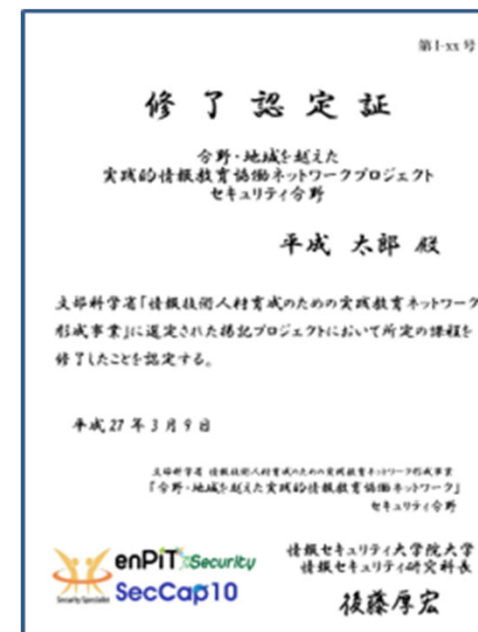 第I-xx号
修了認定証
分野・地域を越えた
実践的情報教育協働ネットワークプロジェクト
セキュリティ分野
平成 太郎 殿
文部科学省「情報技術人材育成のための実践教育ネットワーク
形成事業」に選定された標記プロジェクトにおいて所定の課程を
修了したことを認定する。
平成27年3月9日
文部科学省 情報技術人材育成のための実践教育ネットワーク形成事業
「分野・地域を越えた実践的情報教育協働ネットワーク」
セキュリティ分野
情報セキュリティ大学院大学
情報セキュリティ研究科長
後藤厚宏
enPiT Security
SecCap10
Security Specialist